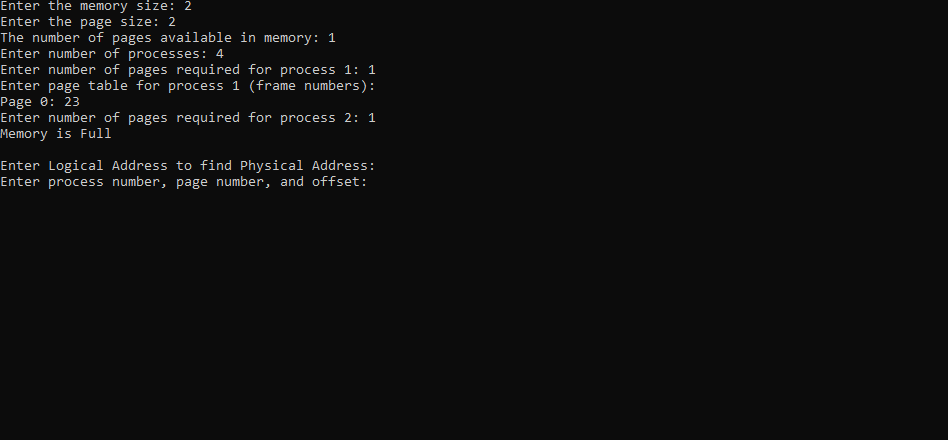 Enter the memory size: 2
Enter the page size: 2
The number of pages available in memory: 1
Enter number of processes: 4
Enter number of pages required for process 1: 1
Enter page table for process 1 (frame numbers):
Page 0: 23
Enter number of pages required for process 2: 1
Memory is Full
Enter Logical Address to find Physical Address:
Enter process number, page number, and offset: